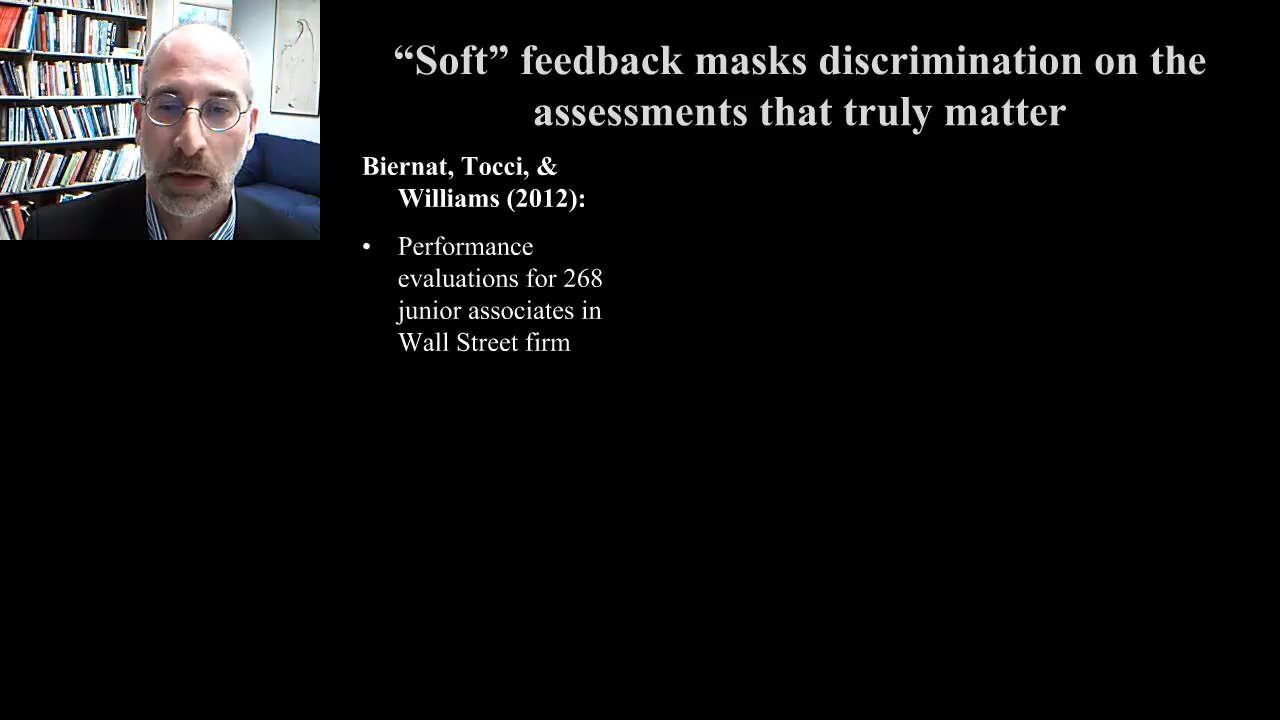 “Soft” feedback masks discrimination on the
assessments that truly matter
Biernat, Tocci, &
Williams (2012):
• Performance
evaluations for 268
junior associates in
Wall Street firm